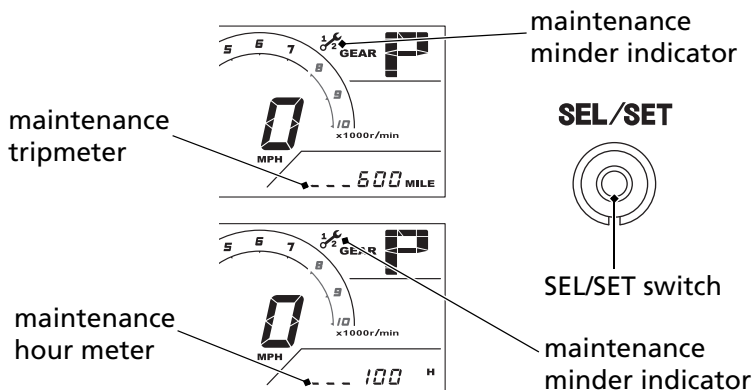 maintenance
minder indicator
5 6 7 8 9 10
1 2
GEAR P
x1000r/min
0
MPH
maintenance
tripmeter
_ _ _ 600 MILE
SEL/SET
SEL/SET switch
5 6 7 8 9 10
1 2
GEAR P
x1000r/min
0
MPH
maintenance
hour meter
_ _ _ 100 H
maintenance
minder indicator